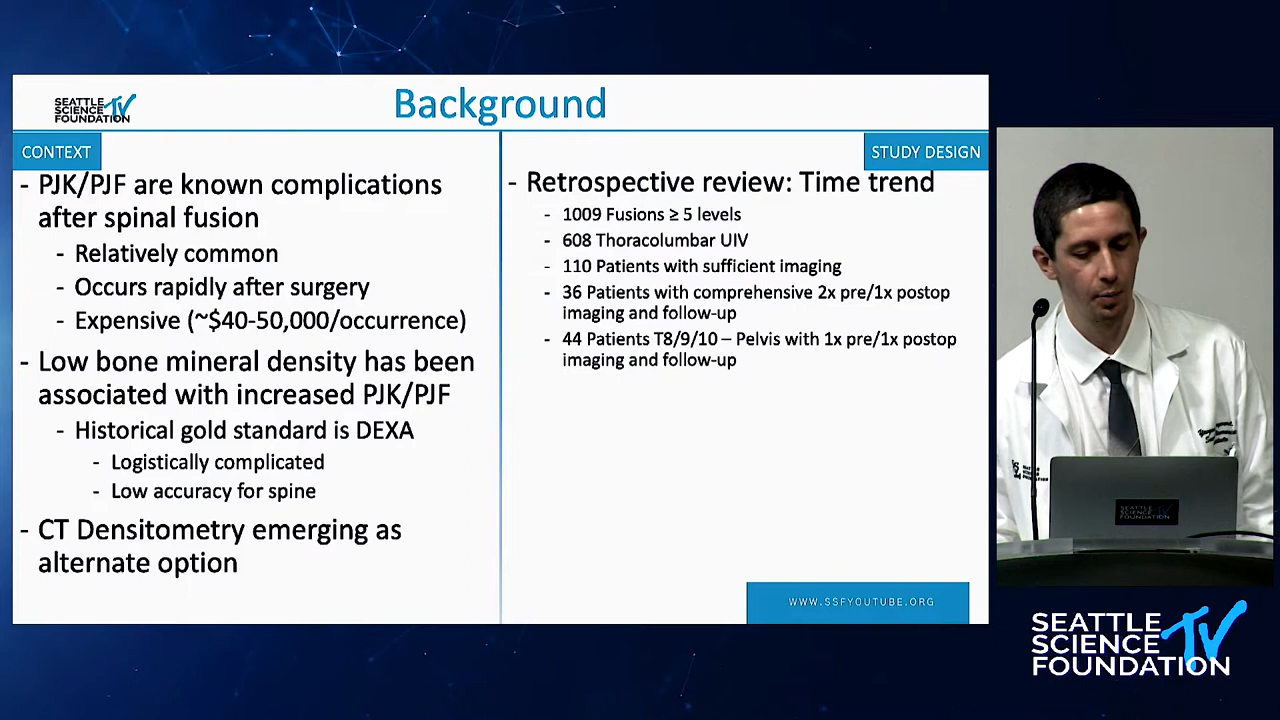 SEATTLE
SCIENCE
FOUNDATION
TV
Background
CONTEXT
- PJK/PJF are known complications
after spinal fusion
- Relatively common
- Occurs rapidly after surgery
- Expensive (~$40-50,000/occurrence)
- Low bone mineral density has been
associated with increased PJK/PJF
- Historical gold standard is DEXA
- Logistically complicated
- Low accuracy for spine
- CT Densitometry emerging as
alternate option
STUDY DESIGN
- Retrospective review: Time trend
- 1009 Fusions ≥ 5 levels
- 608 Thoracolumbar UIV
- 110 Patients with sufficient imaging
- 36 Patients with comprehensive 2x pre/1x postop
imaging and follow-up
- 44 Patients T8/9/10 – Pelvis with 1x pre/1x postop
imaging and follow-up
WWW.SSFYOUTUBE.ORG
SEATTLE
SCIENCE
FOUNDATION
SEATTLE
SCIENCE
FOUNDATION
TV